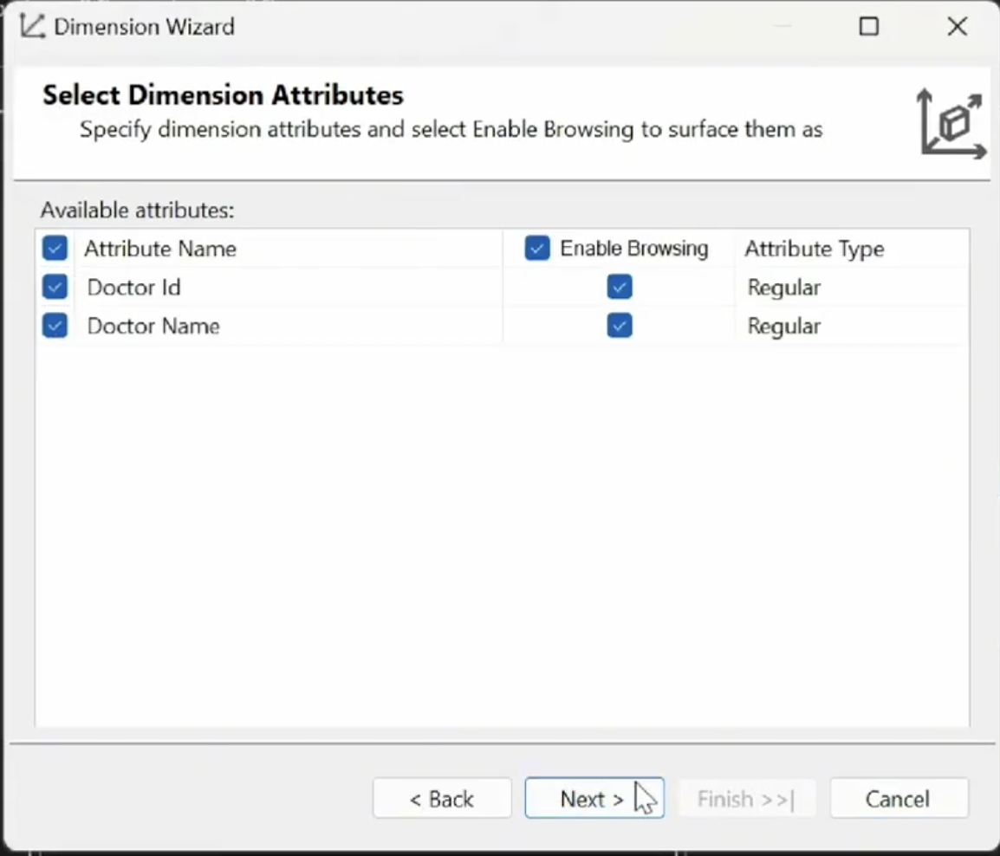 Dimension Wizard
Select Dimension Attributes
Specify dimension attributes and select Enable Browsing to surface them as
Available attributes:
Attribute Name Enable Browsing Attribute Type
Doctor Id Regular
Doctor Name Regular
< Back Next > Finish >>| Cancel